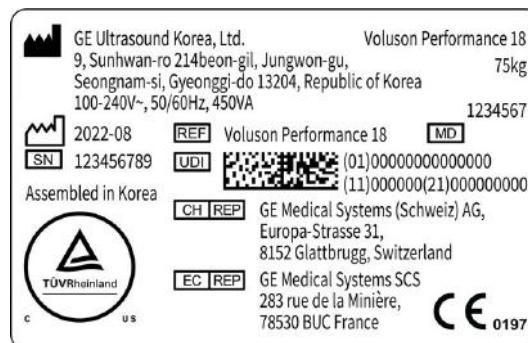 GE Ultrasound Korea, Ltd.
Voluson Performance 18
9, Sunhwan-ro 214beon-gil, Jungwon-gu,
75kg
Seongnam-si, Gyeonggi-do 13204, Republic of Korea
100-240V~, 50/60Hz, 450VA
1234567
2022-08
REF Voluson Performance 18
MD
SN 123456789
UDI
(01)00000000000000
(11)000000(21)000000000
Assembled in Korea
CH REP GE Medical Systems (Schweiz) AG,
Europa-Strasse 31,
8152 Glattbrugg, Switzerland
TÜVRheinland
C US
EC REP GE Medical Systems SCS
283 rue de la Minière,
78530 BUC France
CE 0197